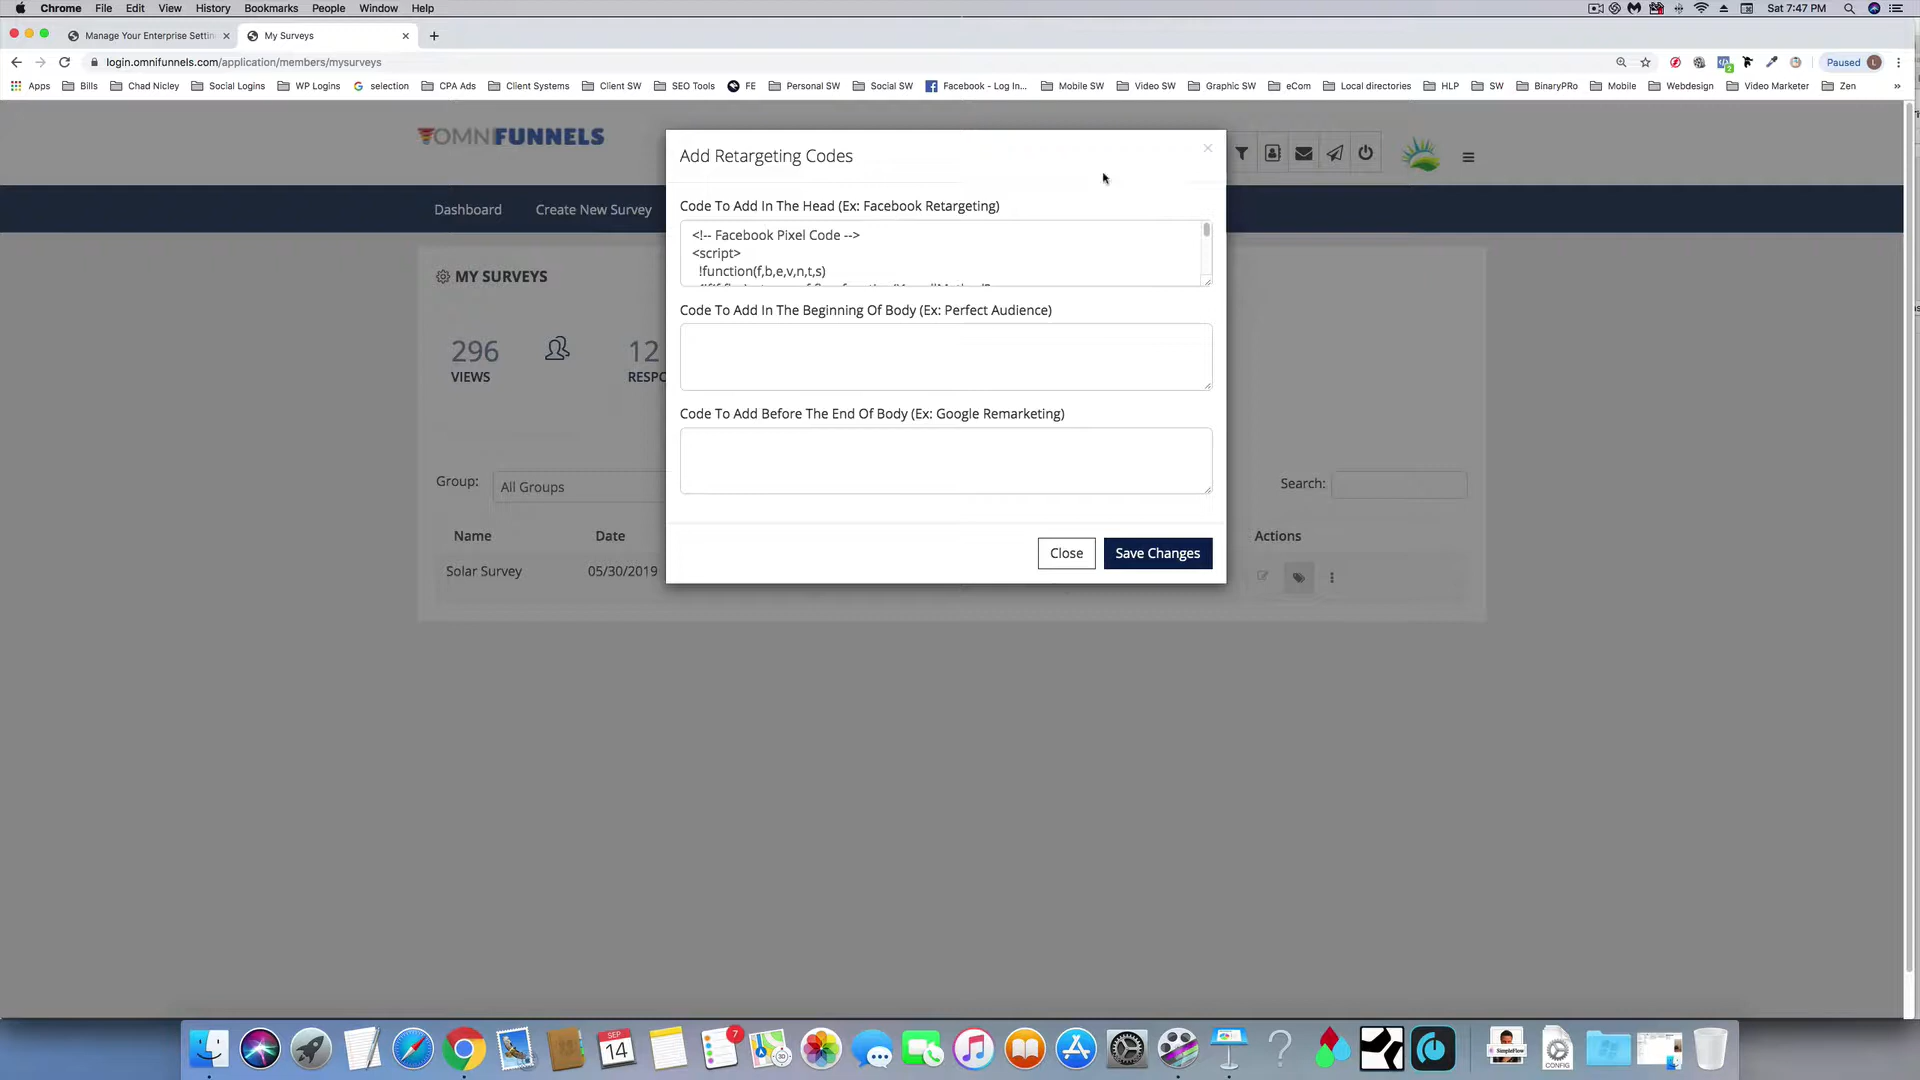 Chrome File Edit View History Bookmarks People Window Help
Sat 7:47 PM
Manage Your Enterprise Settin
My Surveys
login.omnifunnels.com/application/members/mysurveys
Paused
L
Apps Bills Chad Nicley Social Logins WP Logins selection CPA Ads Client Systems Client SW SEO Tools FE Personal SW Social SW Facebook - Log In... Mobile SW Video SW Graphic SW eCom Local directories HLP SW BinaryPRo Mobile Webdesign Video Marketer Zen
OMNIFUNNELS
Add Retargeting Codes
Dashboard Create New Survey
Code To Add In The Head (Ex: Facebook Retargeting)
<!-- Facebook Pixel Code -->
<script>
!function(f,b,e,v,n,t,s)
MY SURVEYS
Code To Add In The Beginning Of Body (Ex: Perfect Audience)
296
VIEWS
12
RESPO
Code To Add Before The End Of Body (Ex: Google Remarketing)
Group: All Groups
Search:
Name Date Actions
Close Save Changes
Solar Survey 05/30/2019
SEP
14
7
CONFIG